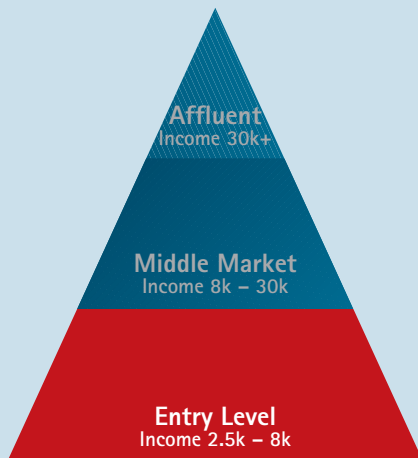 Affluent
Income 30k+
Middle Market
Income 8k – 30k
Entry Level
Income 2.5k – 8k